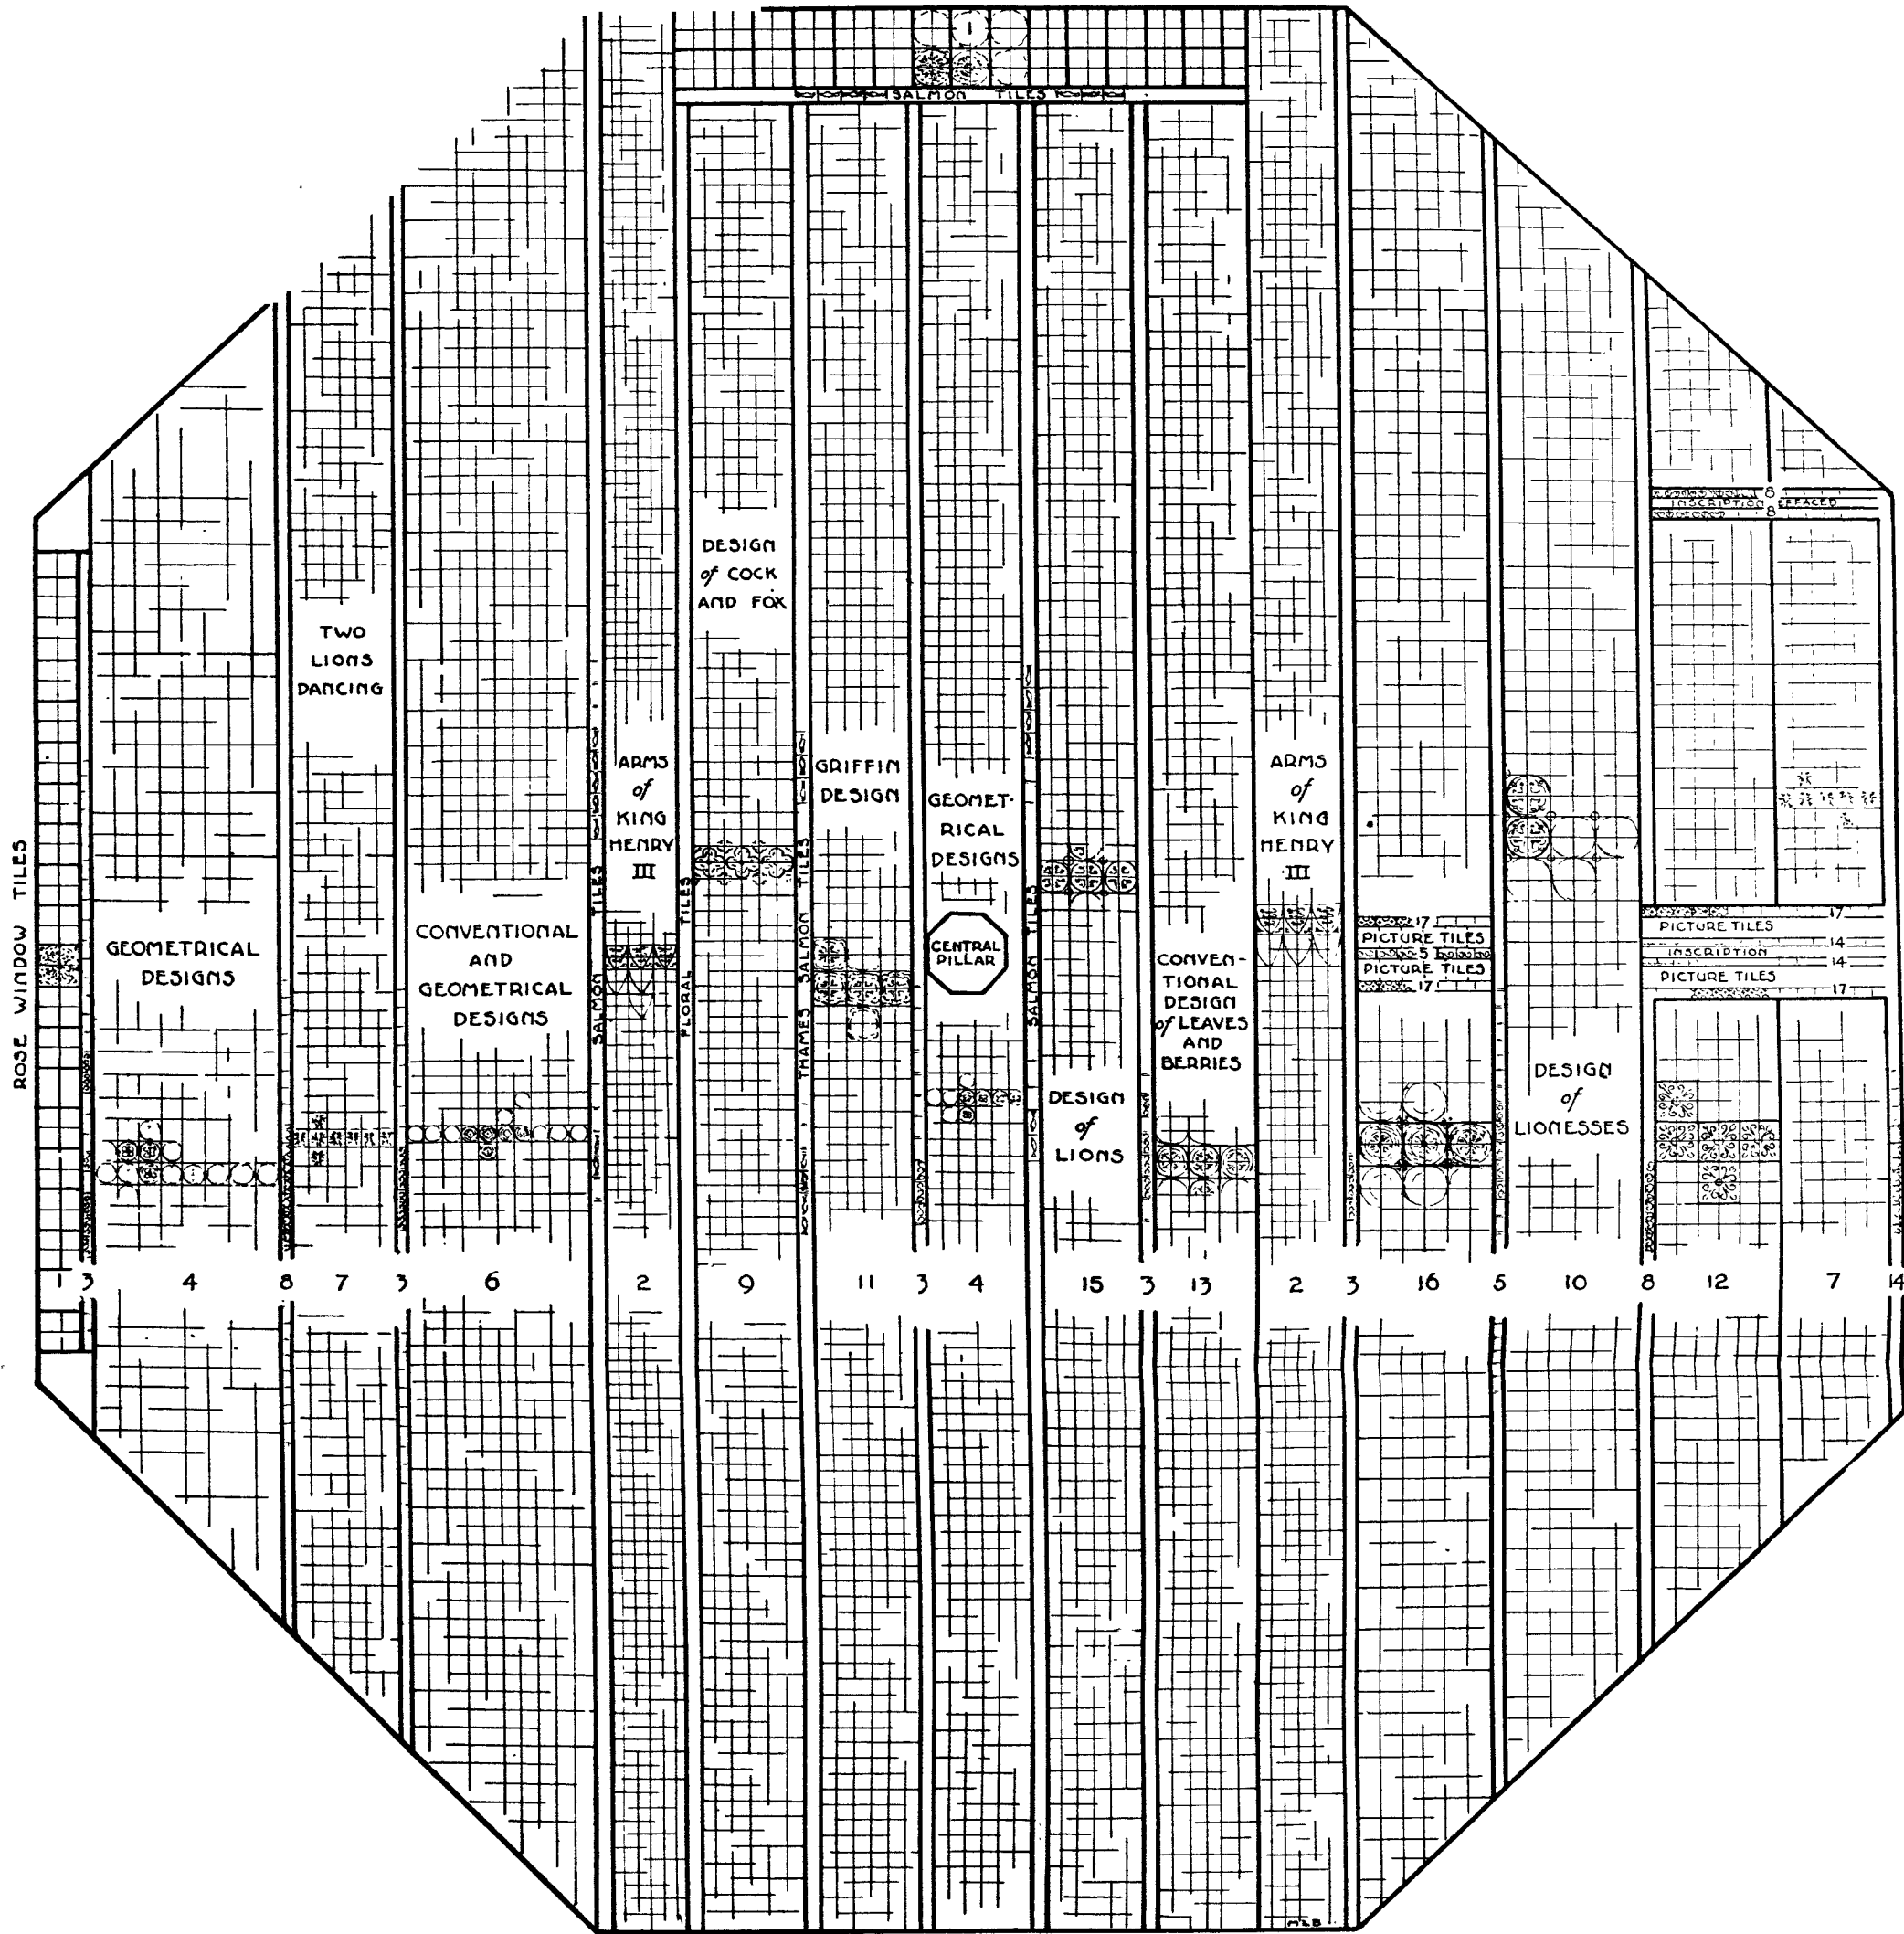 1
SALMON TILES
DESIGN
of COCK
AND FOX
TWO
LIONS
DANCING
8
INSCRIPTION EFFACED
8
ROSE WINDOW TILES
GEOMETRICAL
DESIGNS
CONVENTIONAL
AND
GEOMETRICAL
DESIGNS
SALMON TILES
ARMS
of
KING
HENRY
III
FLORAL TILES
THAMES SALMON TILES
GRIFFIN
DESIGN
GEOMET-
RICAL
DESIGNS
CENTRAL
PILLAR
SALMON TILES
DESIGN
of
LIONS
CONVEN-
TIONAL
DESIGN
of LEAVES
AND
BERRIES
ARMS
of
KING
HENRY
III
17
PICTURE TILES
5
PICTURE TILES
17
DESIGN
of
LIONESSES
17
PICTURE TILES
14
INSCRIPTION
14
PICTURE TILES
17
1 3 4 8 7 3 6 2 9 11 3 4 15 3 13 2 3 16 5 10 8 12 7 14
MLB